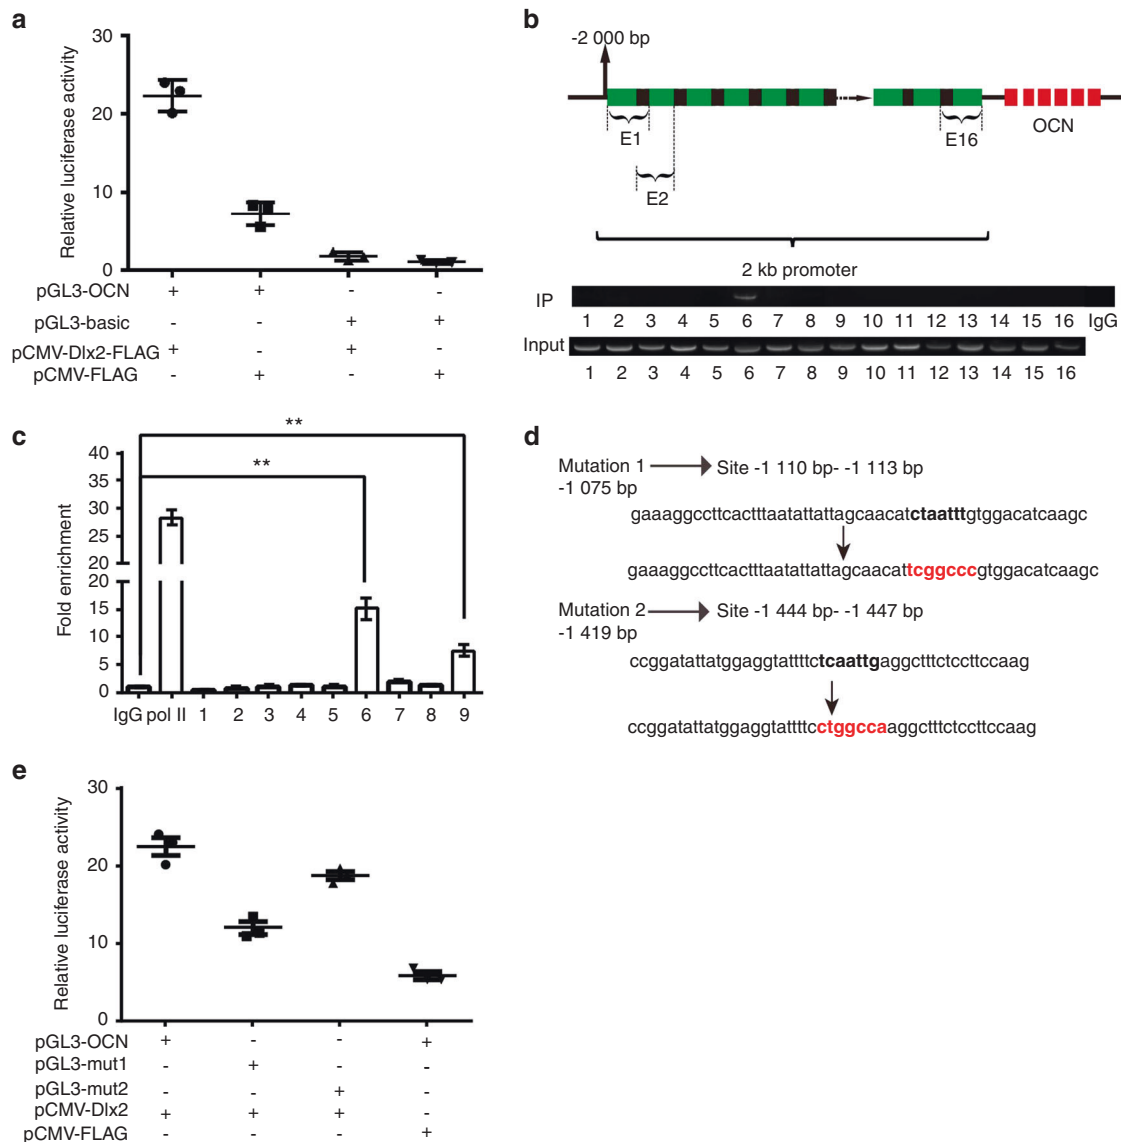 a
Relative luciferase activity
30
20
10
0
pGL3-OCN + + - -
pGL3-basic - - + +
pCMV-Dlx2-FLAG + - + -
pCMV-FLAG - + - +
b
-2 000 bp
E1
E16
OCN
E2
2 kb promoter
IP
1 2 3 4 5 6 7 8 9 10 11 12 13 14 15 16 IgG
Input
1 2 3 4 5 6 7 8 9 10 11 12 13 14 15 16
c
**
**
Fold enrichment
40
35
30
25
20
20
15
10
5
0
IgG pol II 1 2 3 4 5 6 7 8 9
d
Mutation 1 Site -1 110 bp- -1 113 bp
-1 075 bp
gaaaggccttcactttaatattattagcaacatctaatttgtggacatcaagc
gaaaggccttcactttaatattattagcaacattcggcccgtggacatcaagc
Mutation 2 Site -1 444 bp- -1 447 bp
-1 419 bp
ccggatattatggaggtattttctcaattgaggctttctccttccaag
ccggatattatggaggtattttcctggccaaaggctttctccttccaag
e
Relative luciferase activity
30
20
10
0
pGL3-OCN + - - +
pGL3-mut1 - + - -
pGL3-mut2 - - + -
pCMV-Dlx2 + + + -
pCMV-FLAG - - - +